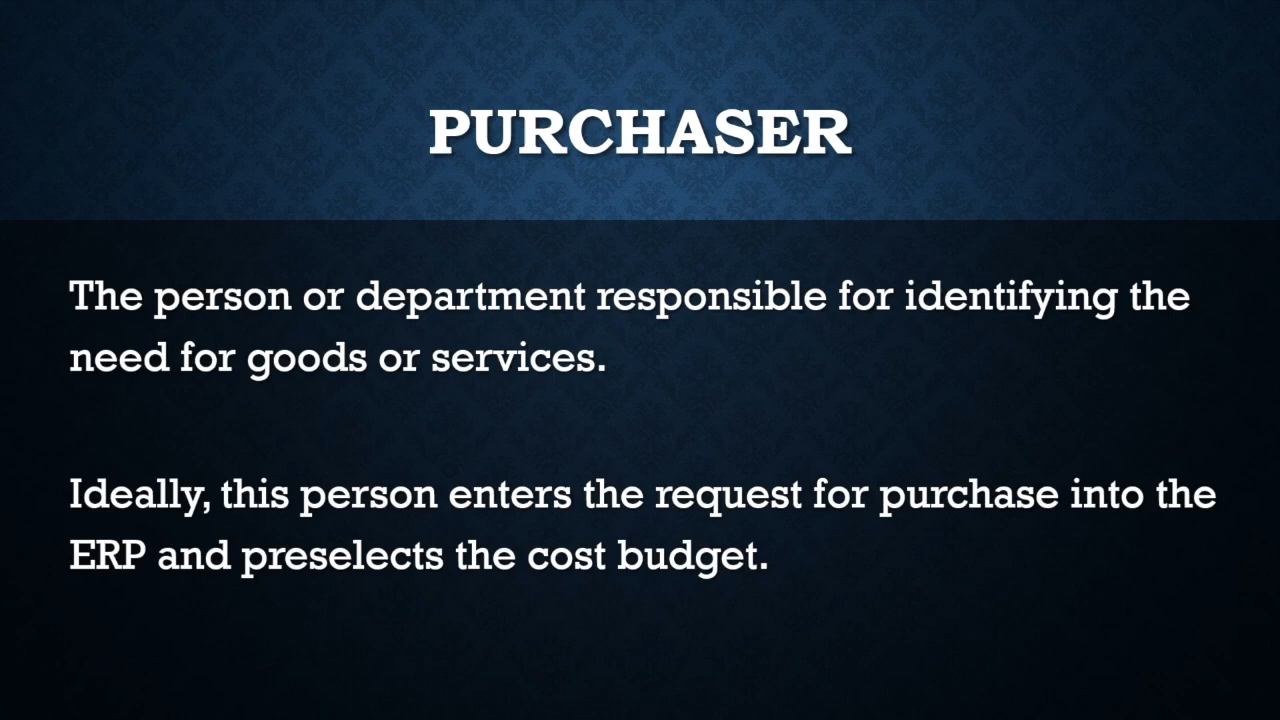 PURCHASER
The person or department responsible for identifying the
need for goods or services.
Ideally, this person enters the request for purchase into the
ERP and preselects the cost budget.